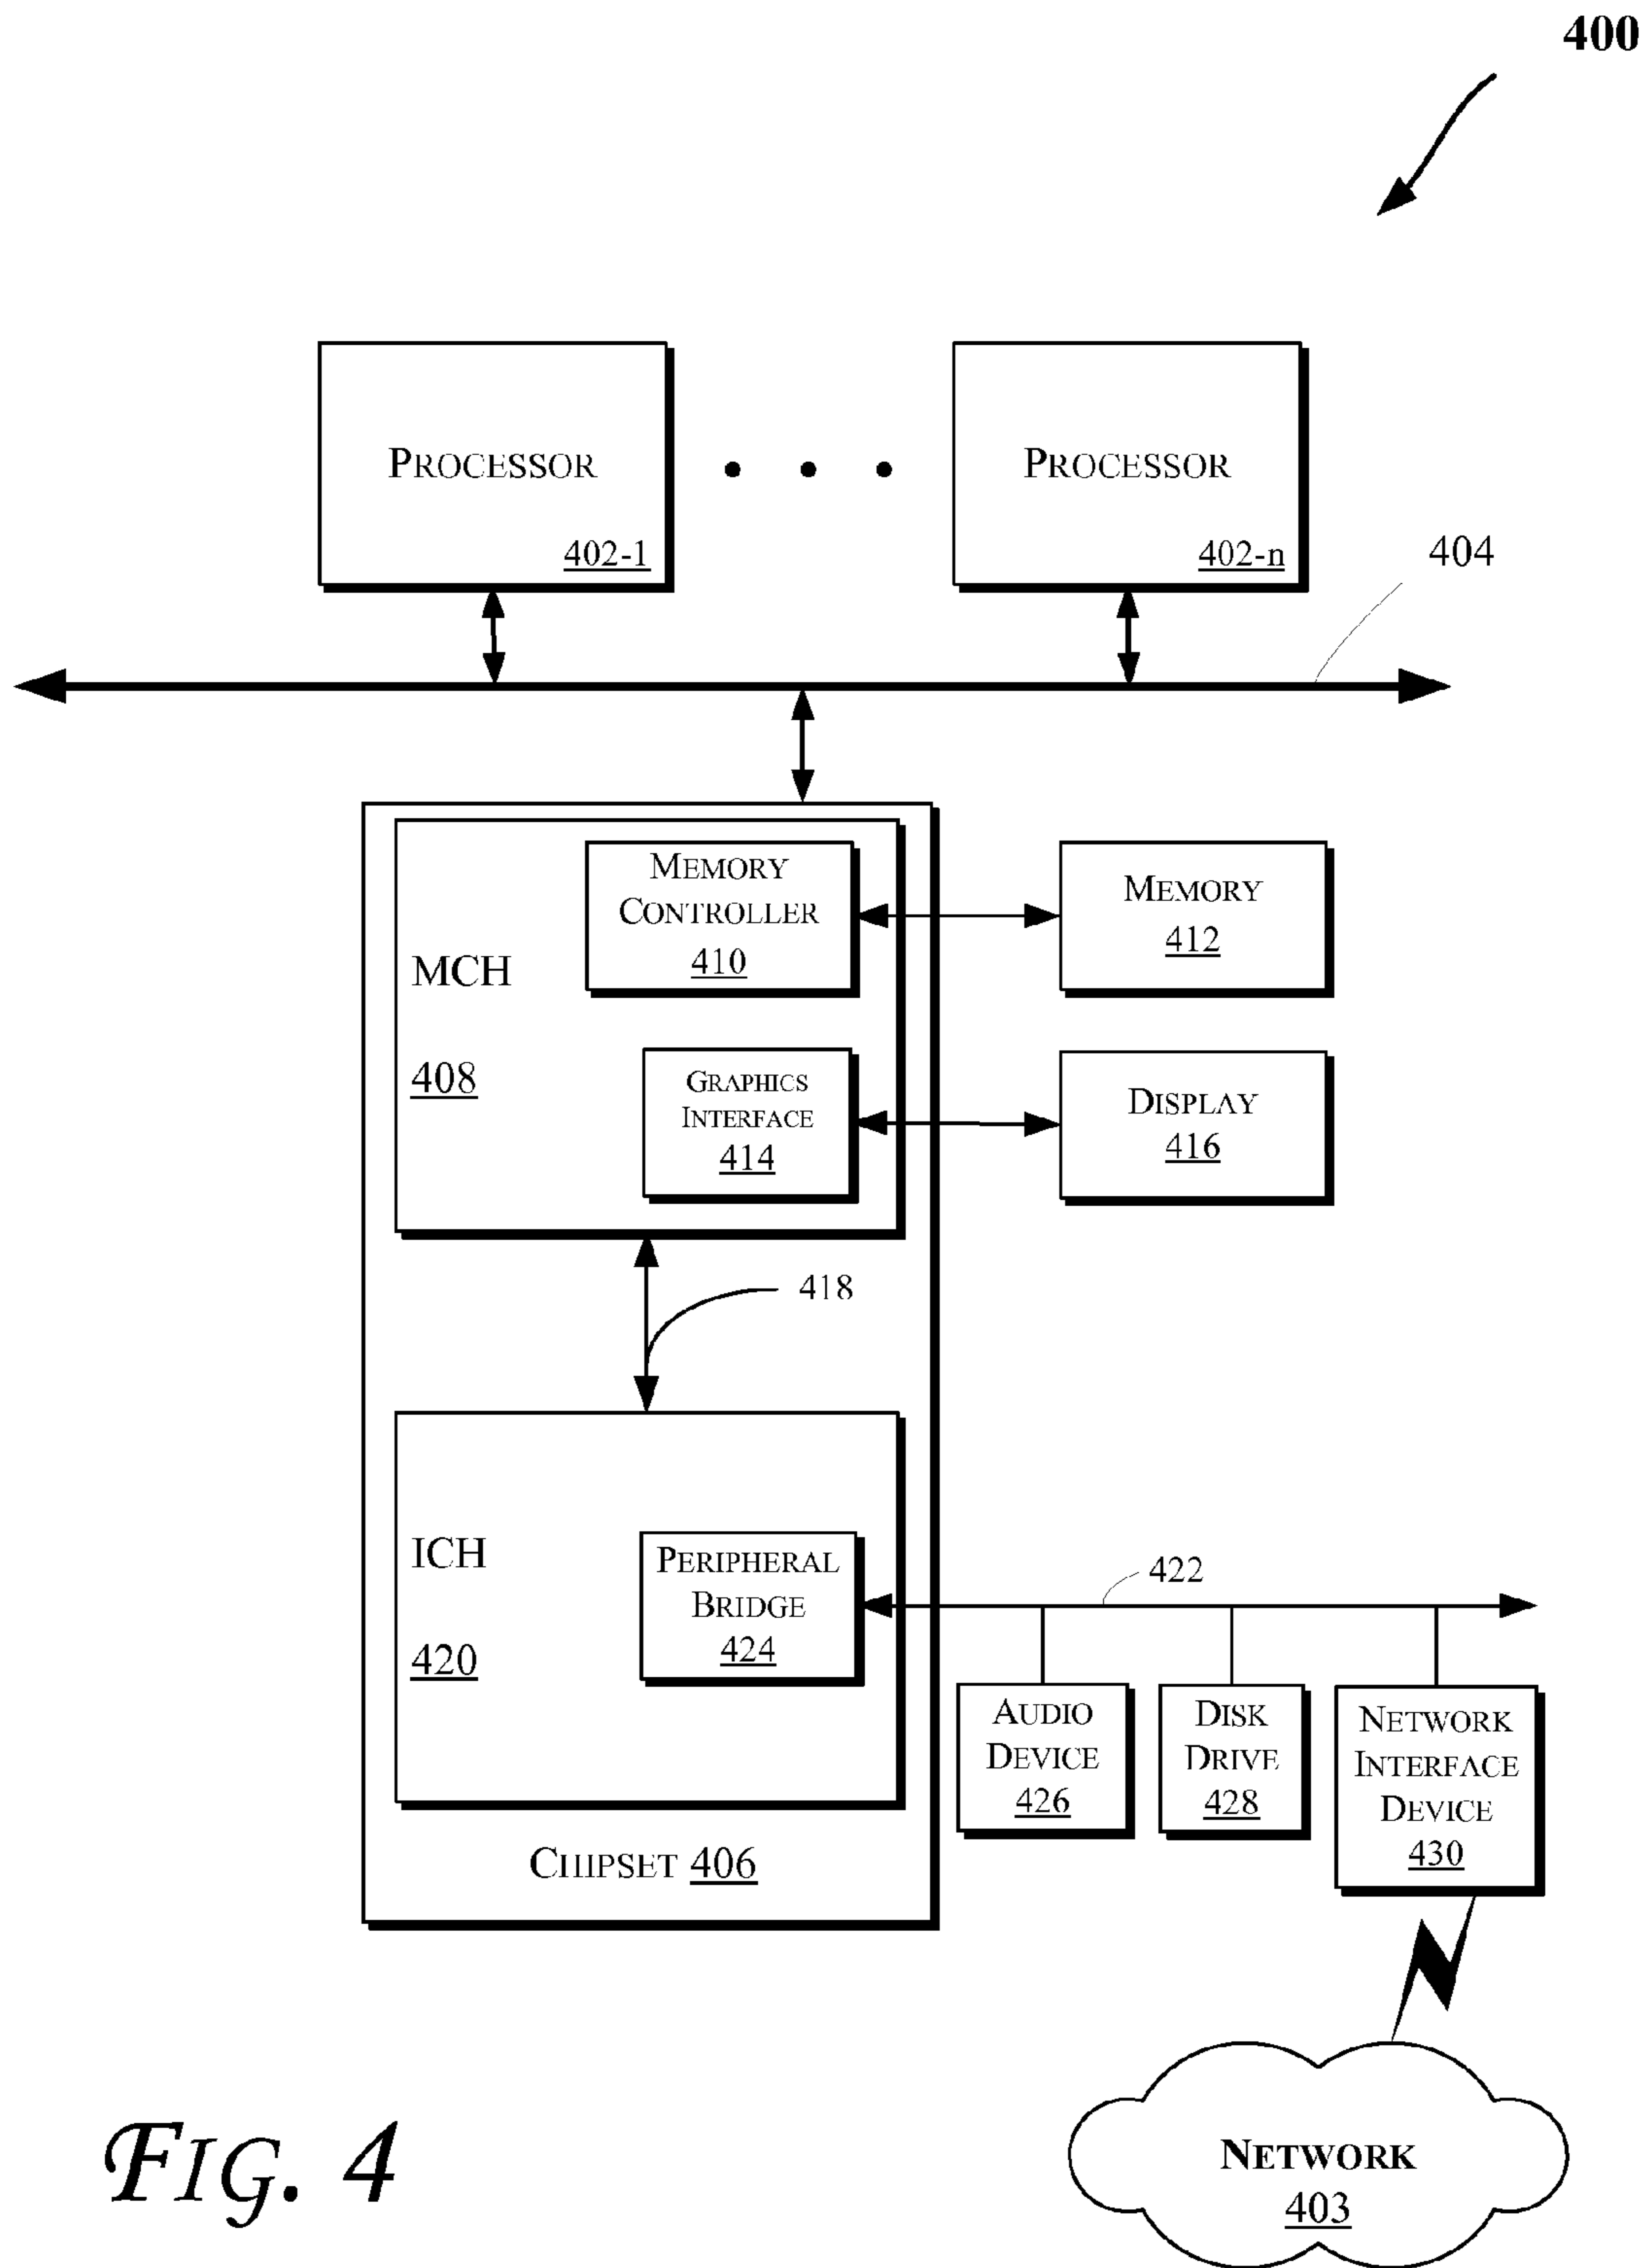 400
PROCESSOR
402-1
PROCESSOR
402-n
404
MEMORY
CONTROLLER
410
MEMORY
412
MCH
408
GRAPHICS
INTERFACE
414
DISPLAY
416
418
ICH
420
PERIPHERAL
BRIDGE
424
422
AUDIO
DEVICE
426
DISK
DRIVE
428
NETWORK
INTERFACE
DEVICE
430
CHIPSET 406
NETWORK
403
FIG. 4